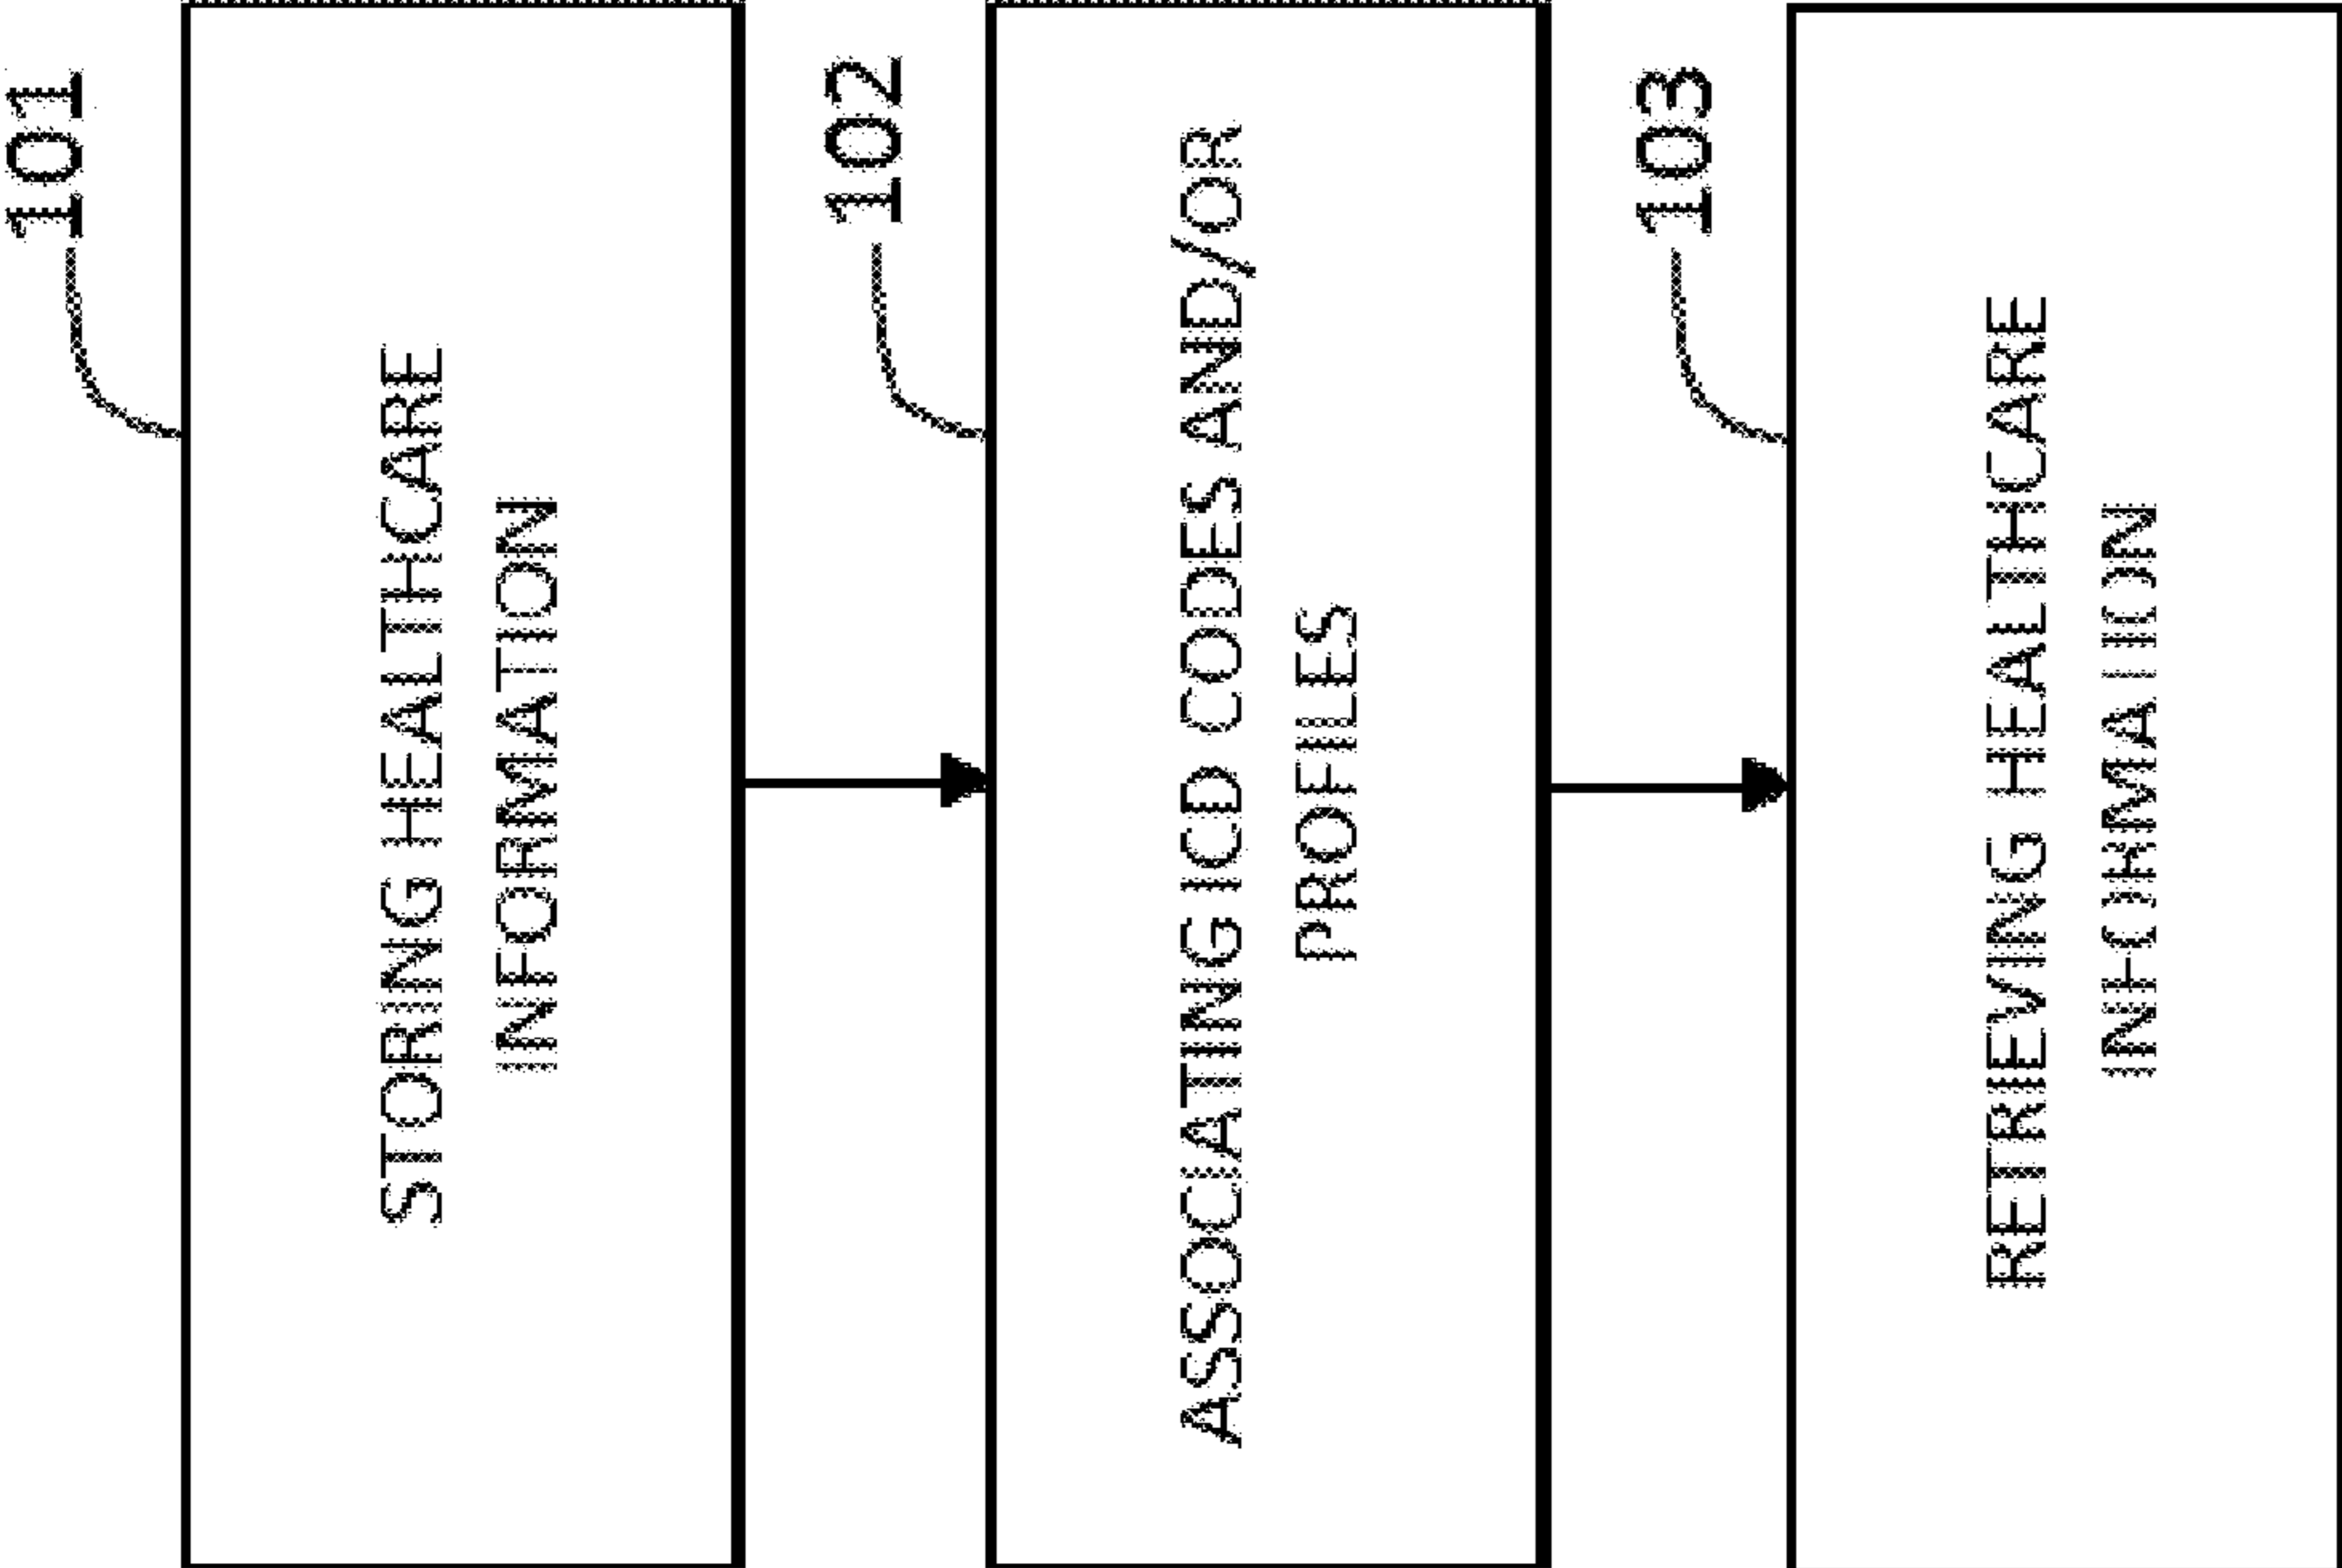 101
STORING HEALTHCARE
INFORMATION
102
ASSOCIATING ICD CODES AND/OR
PROFILES
103
RETRIEVING HEALTHCARE
INFORMATION